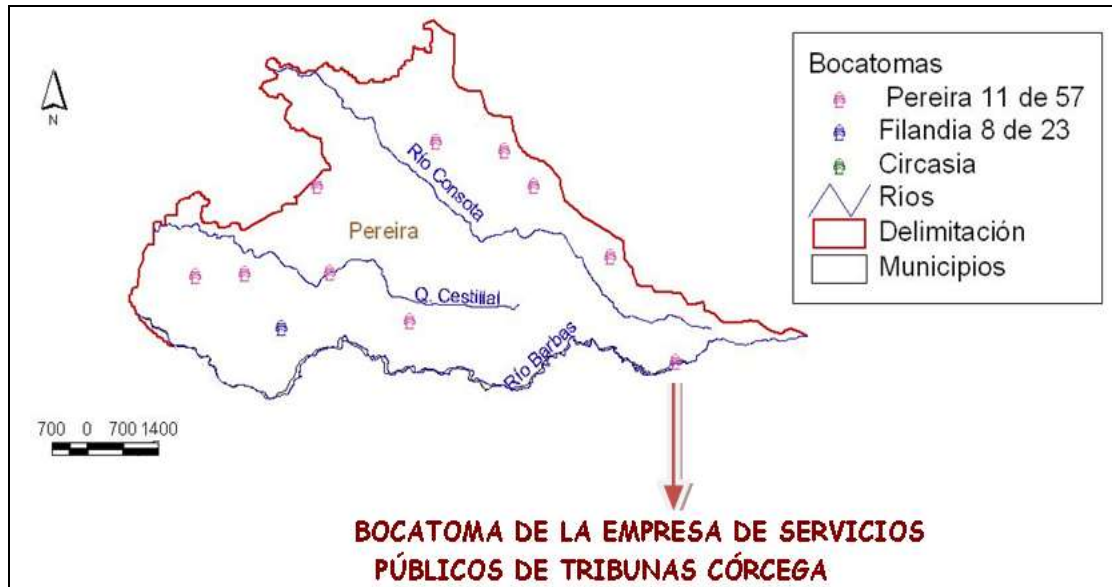 Bocatomas
Pereira 11 de 57
Filandia 8 de 23
Circasia
Rios
Delimitación
Municipios
N
Río Consota
Pereira
Q. Cestillal
Río Barbas
700 0 700 1400
BOCATOMA DE LA EMPRESA DE SERVICIOS
PÚBLICOS DE TRIBUNAS CÓRCEGA